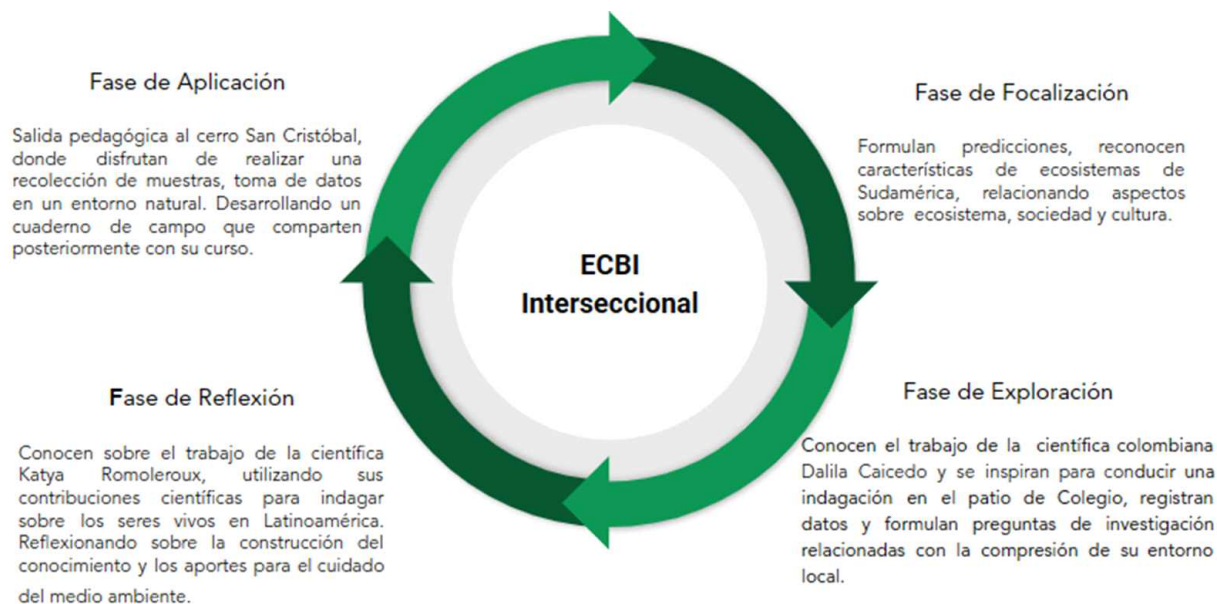 Fase de Aplicación
Salida pedagógica al cerro San Cristóbal,
donde disfrutan de realizar una
recolección de muestras, toma de datos
en un entorno natural. Desarrollando un
cuaderno de campo que comparten
posteriormente con su curso.
Fase de Focalización
Formulan predicciones, reconocen
características de ecosistemas de
Sudamérica, relacionando aspectos
sobre ecosistema, sociedad y cultura.
ECBI
Interseccional
Fase de Reflexión
Conocen sobre el trabajo de la científica
Katya Romoleroux, utilizando sus
contribuciones científicas para indagar
sobre los seres vivos en Latinoamérica.
Reflexionando sobre la construcción del
conocimiento y los aportes para el cuidado
del medio ambiente.
Fase de Exploración
Conocen el trabajo de la científica colombiana
Dalila Caicedo y se inspiran para conducir una
indagación en el patio de Colegio, registran
datos y formulan preguntas de investigación
relacionadas con la compresión de su entorno
local.